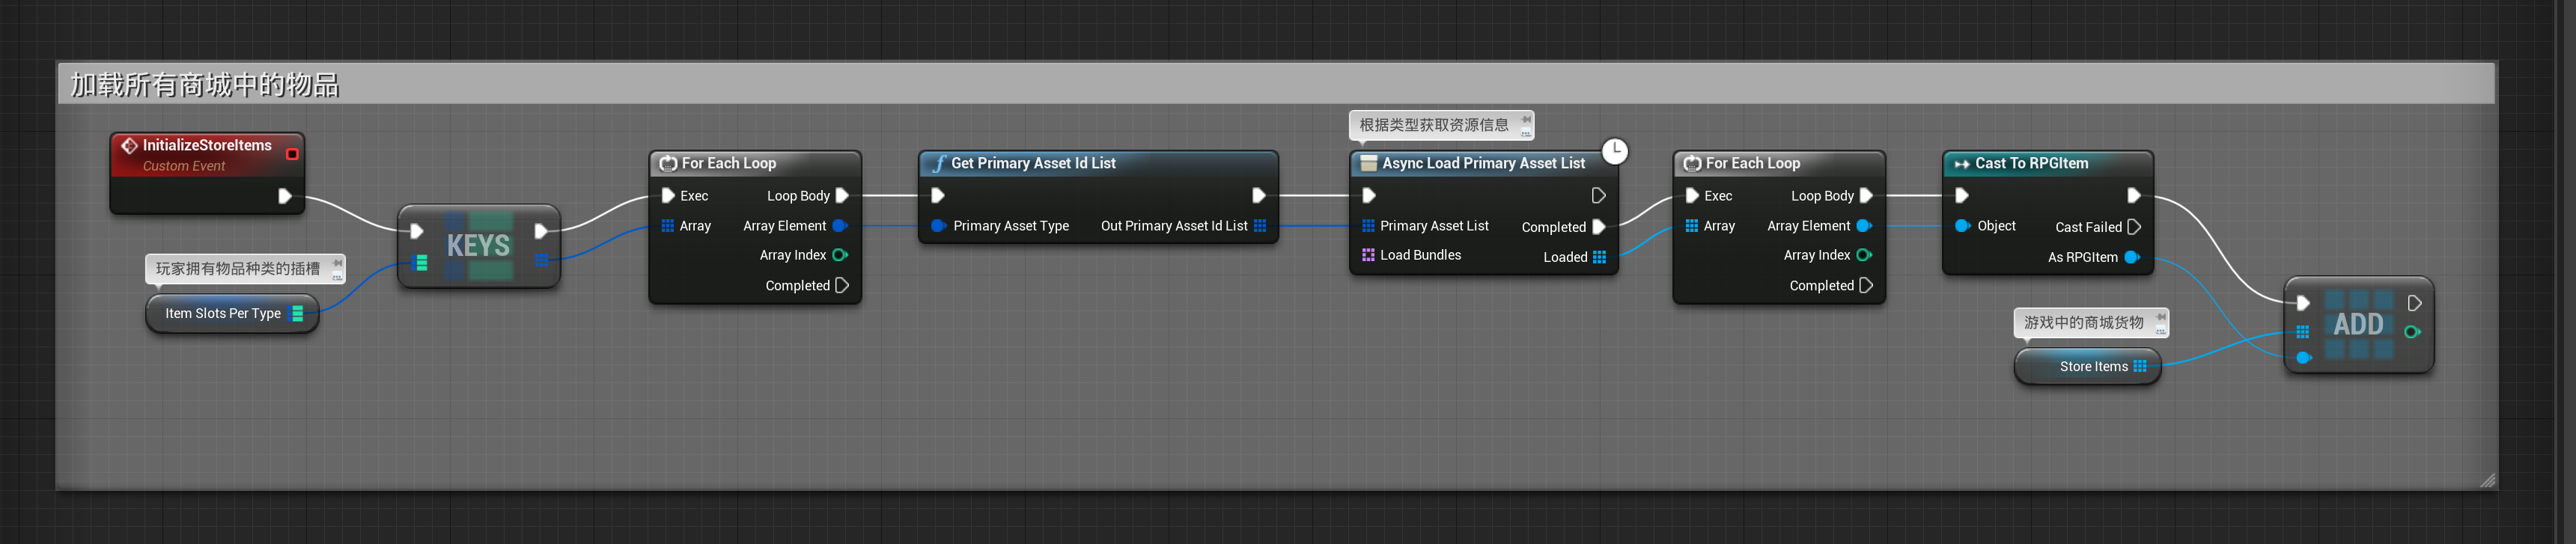 加载所有商城中的物品
InitializeStoreItems
Custom Event
玩家拥有物品种类的插槽
Item Slots Per Type
KEYS
For Each Loop
Exec
Loop Body
Array
Array Element
Array Index
Completed
Get Primary Asset Id List
Primary Asset Type
Out Primary Asset Id List
根据类型获取资源信息
Async Load Primary Asset List
Primary Asset List
Completed
Load Bundles
Loaded
For Each Loop
Exec
Loop Body
Array
Array Element
Array Index
Completed
Cast To RPGItem
Object
Cast Failed
As RPGItem
游戏中的商城货物
Store Items
ADD